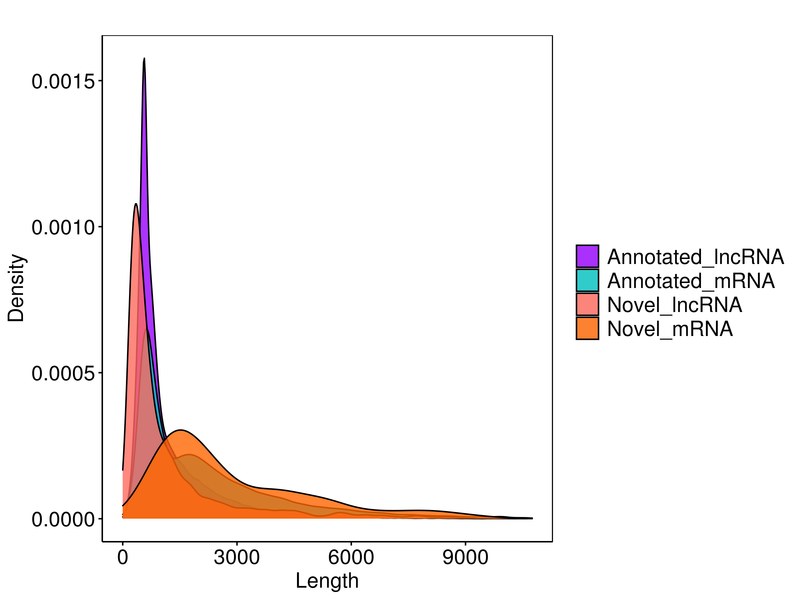 0.0015
0.0010
0.0005
0.0000
Density
0 3000 6000 9000
Length
Annotated_lncRNA
Annotated_mRNA
Novel_lncRNA
Novel_mRNA